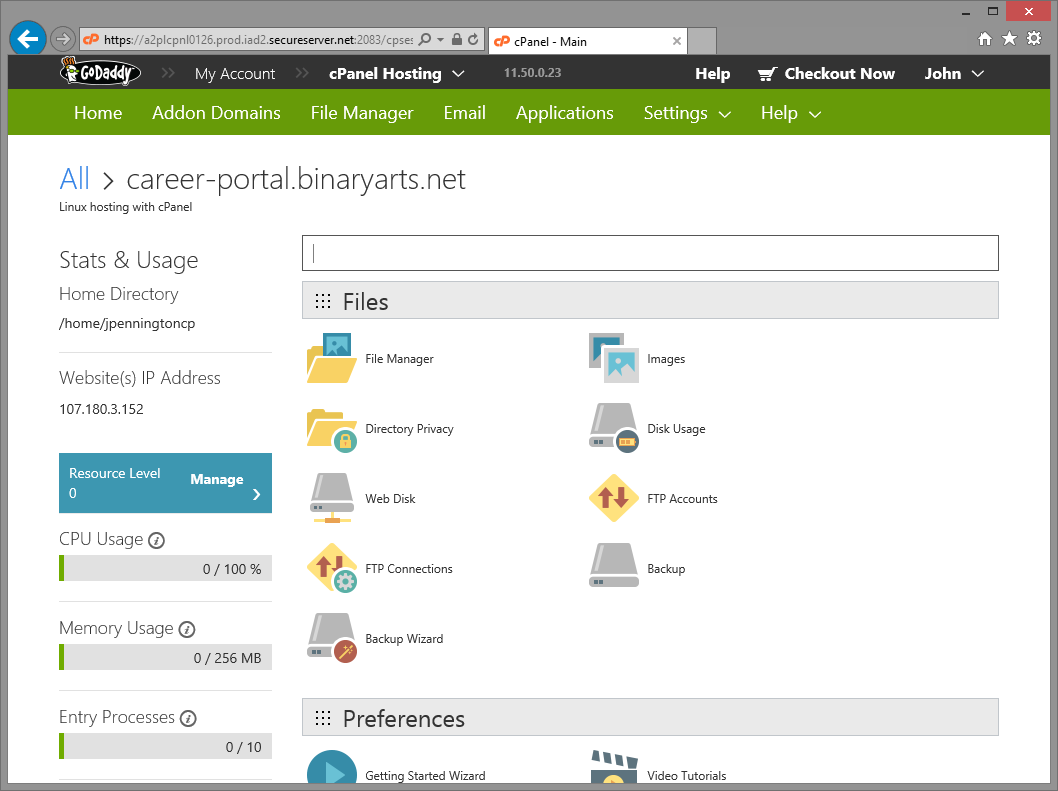 https://a2plcpnl0126.prod.iad2.secureserver.net:2083/cpses
cPanel - Main
GoDaddy My Account cPanel Hosting 11.50.0.23 Help Checkout Now John
Home Addon Domains File Manager Email Applications Settings Help
All > career-portal.binaryarts.net
Linux hosting with cPanel
Stats & Usage
Home Directory
/home/jpenningtoncp
Website(s) IP Address
107.180.3.152
Resource Level
0
Manage
CPU Usage
0 / 100 %
Memory Usage
0 / 256 MB
Entry Processes
0 / 10
Files
File Manager
Images
Directory Privacy
Disk Usage
Web Disk
FTP Accounts
FTP Connections
Backup
Backup Wizard
Preferences
Getting Started Wizard
Video Tutorials